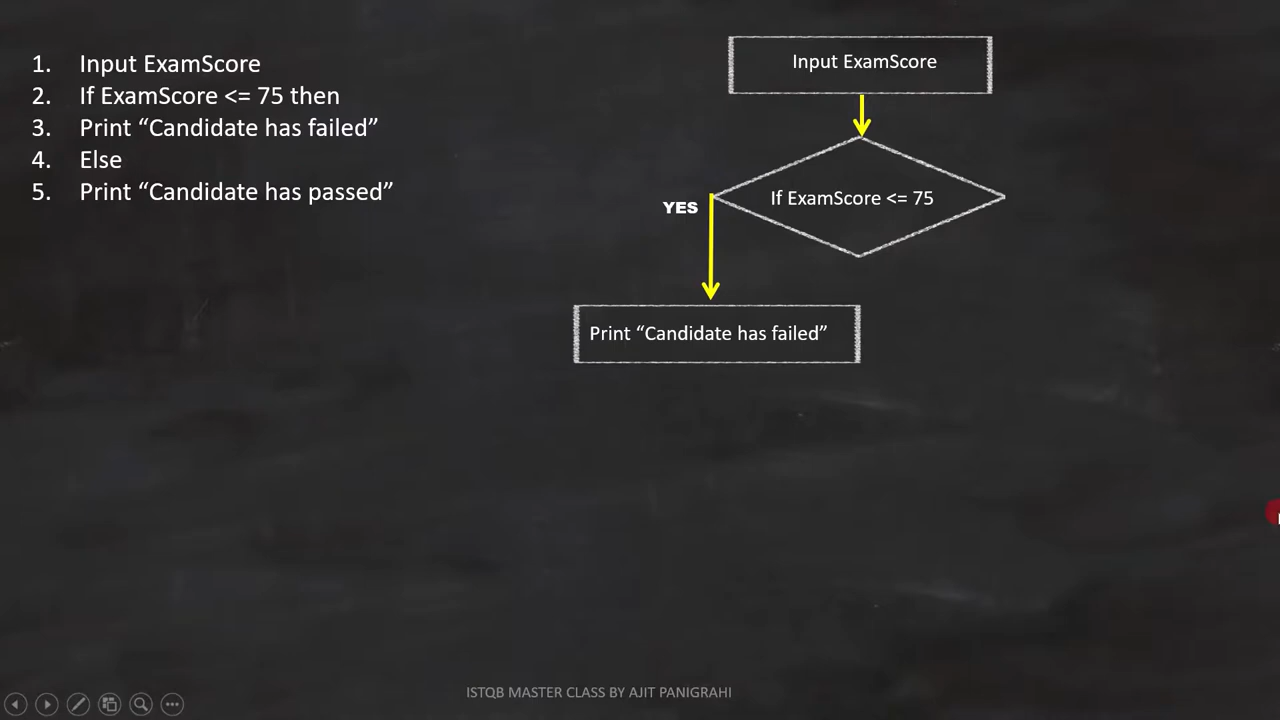 1. Input ExamScore
2. If ExamScore <= 75 then
3. Print “Candidate has failed”
4. Else
5. Print “Candidate has passed”
Input ExamScore
If ExamScore <= 75
YES
Print “Candidate has failed”
ISTQB MASTER CLASS BY AJIT PANIGRAHI